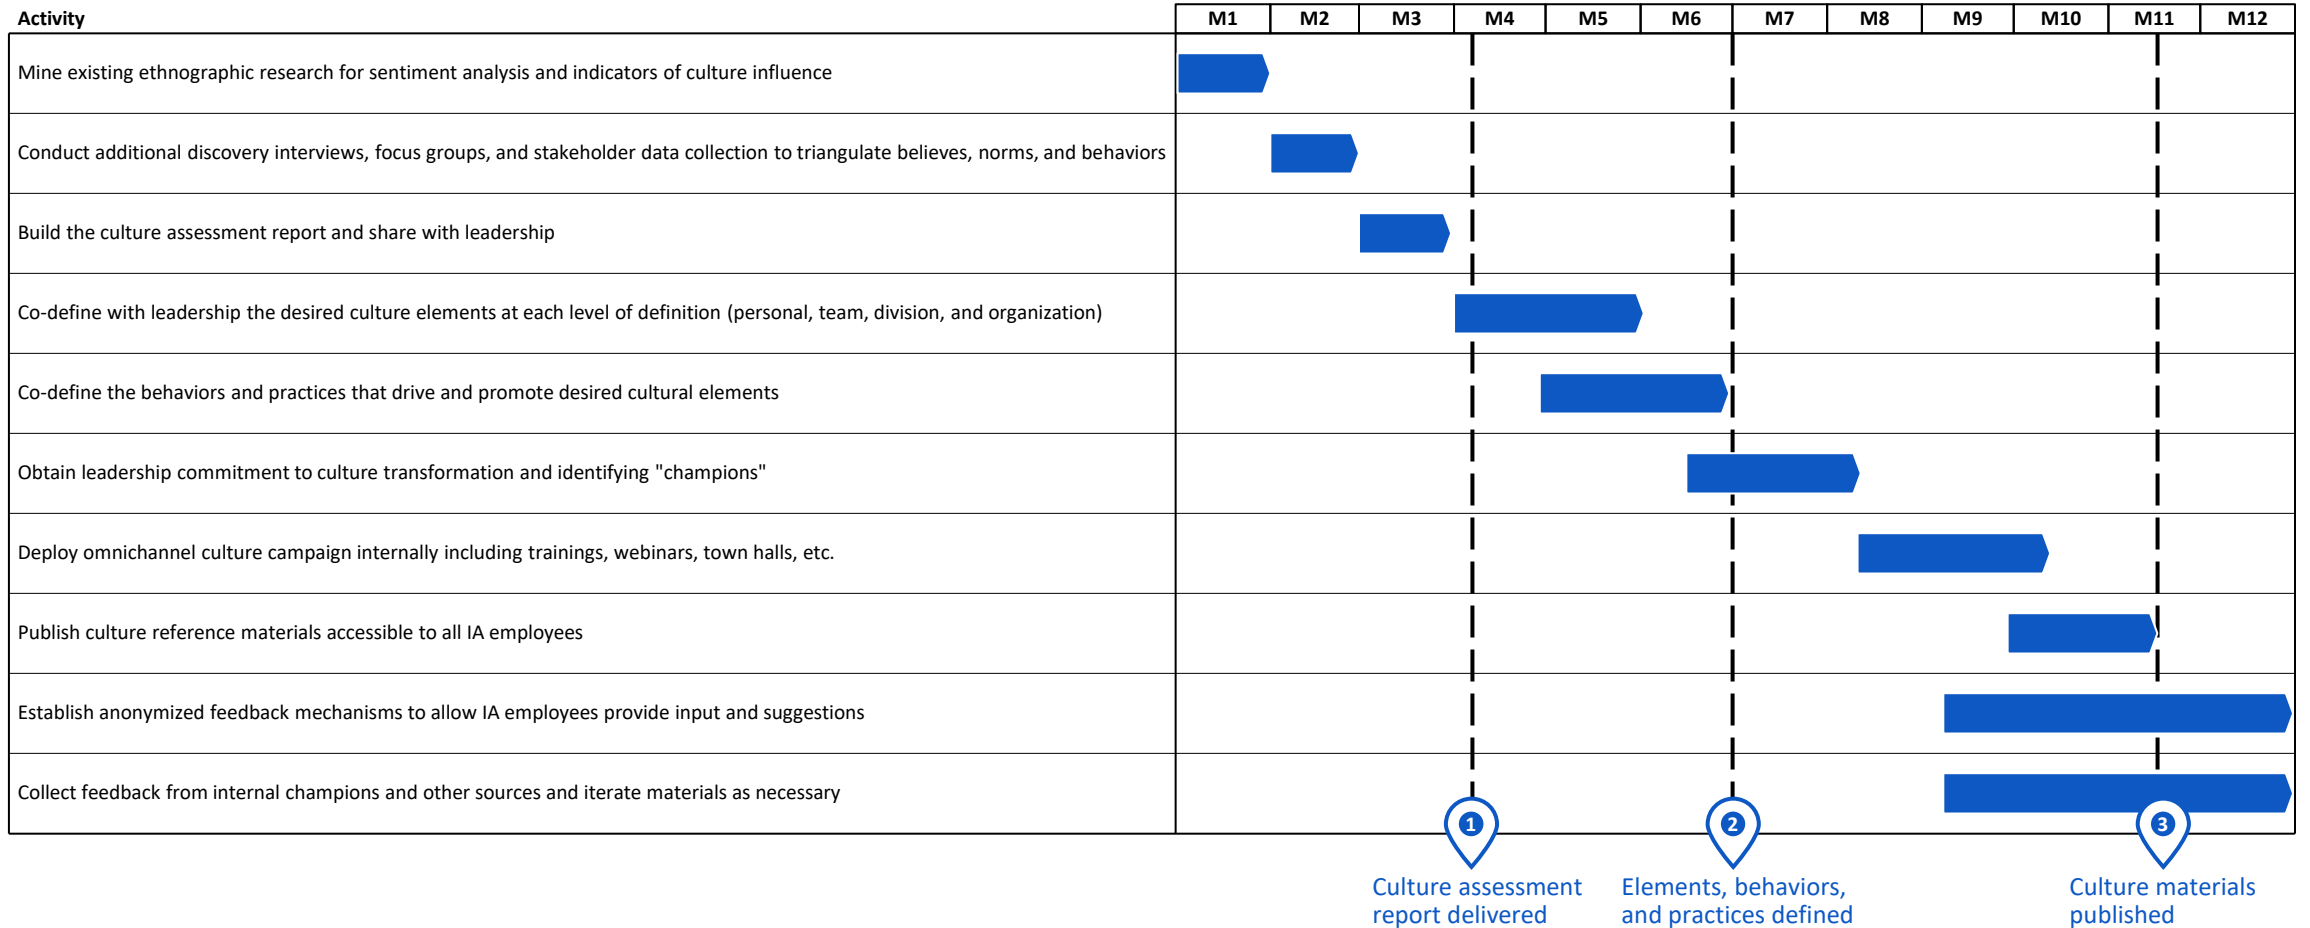 Activity M1 M2 M3 M4 M5 M6 M7 M8 M9 M10 M11 M12
Mine existing ethnographic research for sentiment analysis and indicators of culture influence
Conduct additional discovery interviews, focus groups, and stakeholder data collection to triangulate believes, norms, and behaviors
Build the culture assessment report and share with leadership
Co-define with leadership the desired culture elements at each level of definition (personal, team, division, and organization)
Co-define the behaviors and practices that drive and promote desired cultural elements
Obtain leadership commitment to culture transformation and identifying "champions"
Deploy omnichannel culture campaign internally including trainings, webinars, town halls, etc.
Publish culture reference materials accessible to all IA employees
Establish anonymized feedback mechanisms to allow IA employees provide input and suggestions
Collect feedback from internal champions and other sources and iterate materials as necessary
1
2
3
Culture assessment
report delivered
Elements, behaviors,
and practices defined
Culture materials
published